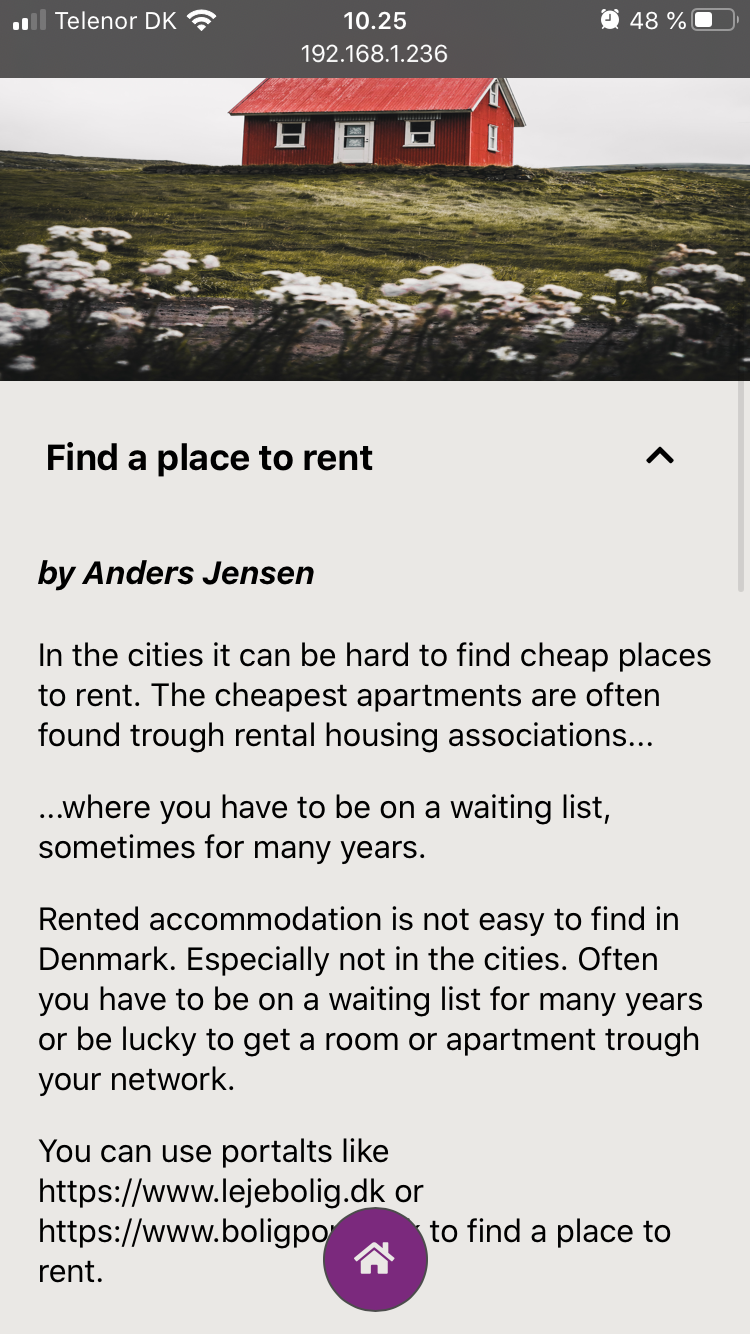 Telenor DK 10.25 48 %
192.168.1.236
Find a place to rent
by Anders Jensen
In the cities it can be hard to find cheap places
to rent. The cheapest apartments are often
found trough rental housing associations...
...where you have to be on a waiting list,
sometimes for many years.
Rented accommodation is not easy to find in
Denmark. Especially not in the cities. Often
you have to be on a waiting list for many years
or be lucky to get a room or apartment trough
your network.
You can use portalts like
https://www.lejebolig.dk or
to find a place to
rent.